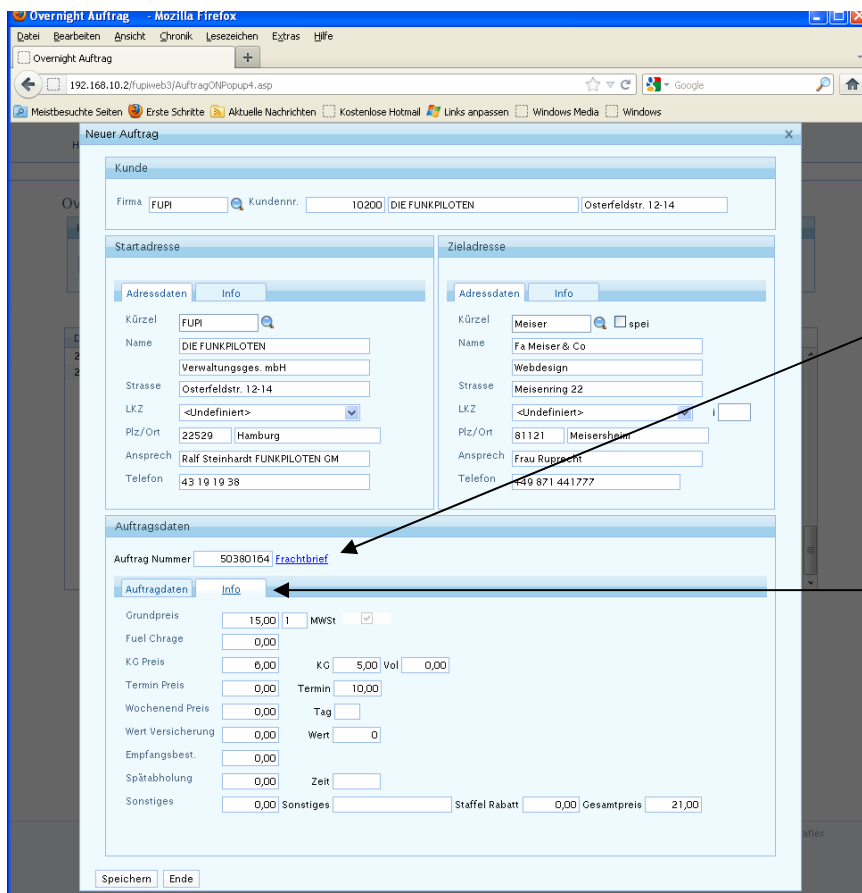 Overnight Auftrag - Mozilla Firefox
Datei Bearbeiten Ansicht Chronik Lesezeichen Extras Hilfe
Overnight Auftrag +
192.168.10.2/fupiweb3/AuftragONPopup4.asp Google
Meistbesuchte Seiten Erste Schritte Aktuelle Nachrichten Kostenlose Hotmail Links anpassen Windows Media Windows
Neuer Auftrag X
Kunde
Firma FUPI Kundennr. 10200 DIE FUNKPILOTEN Osterfeldstr. 12-14
Startadresse Zieladresse
Adressdaten Info Adressdaten Info
Kürzel FUPI Kürzel Meiser spei
Name DIE FUNKPILOTEN Name Fa Meiser & Co
Verwaltungsges. mbH Webdesign
Strasse Osterfeldstr. 12-14 Strasse Meisenring 22
LKZ <Undefiniert> LKZ <Undefiniert> i
Plz/Ort 22529 Hamburg Plz/Ort 81121 Meisersheim
Ansprech Ralf Steinhardt FUNKPILOTEN GM Ansprech Frau Ruprecht
Telefon 43 19 19 38 Telefon +49 871 441777
Auftragsdaten
Auftrag Nummer 50380164 Frachtbrief
Auftragdaten Info
Grundpreis 15,00 1 MWSt
Fuel Chrage 0,00
KG Preis 6,00 KG 5,00 Vol 0,00
Termin Preis 0,00 Termin 10,00
Wochenend Preis 0,00 Tag
Wert Versicherung 0,00 Wert 0
Empfangsbest. 0,00
Spätabholung 0,00 Zeit
Sonstiges 0,00 Sonstiges Staffel Rabatt 0,00 Gesamtpreis 21,00
Speichern Ende